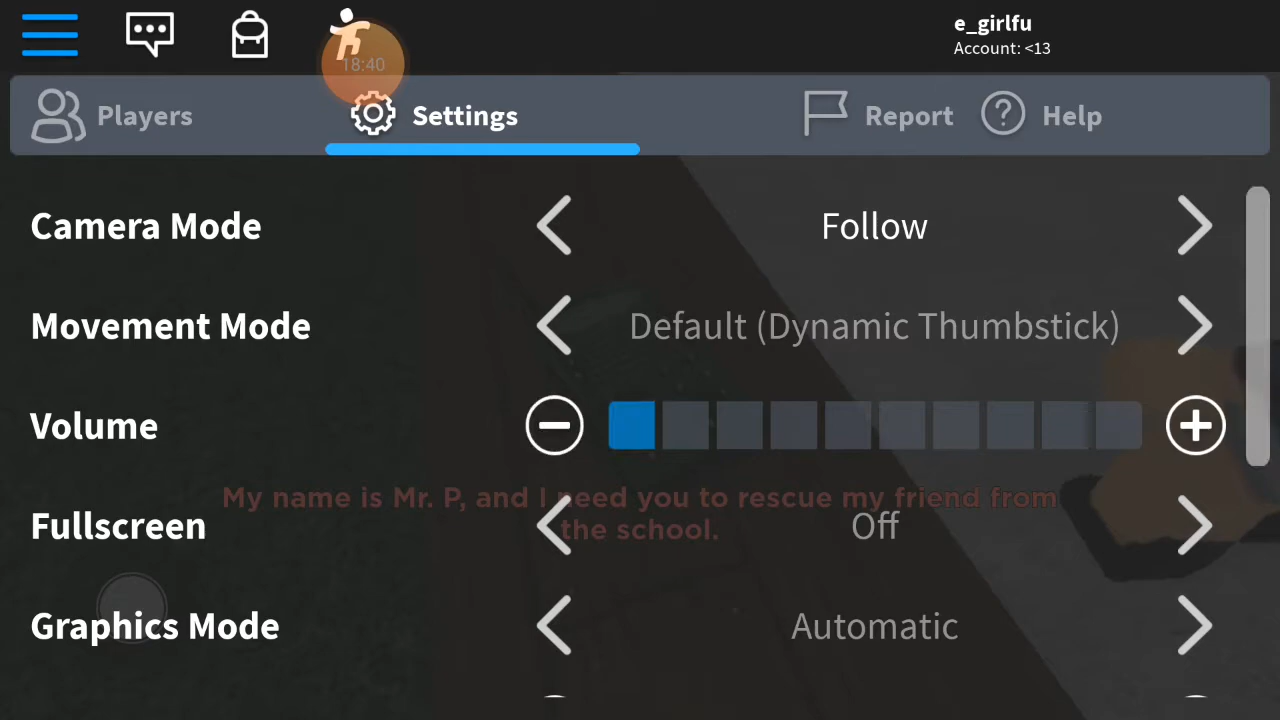 e_girlfu
Account: <13
18:40
Players
Settings
Report
Help
Camera Mode
Follow
Movement Mode
Default (Dynamic Thumbstick)
Volume
My name is Mr. P, and I need you to rescue my friend from
the school.
Fullscreen
Off
Graphics Mode
Automatic